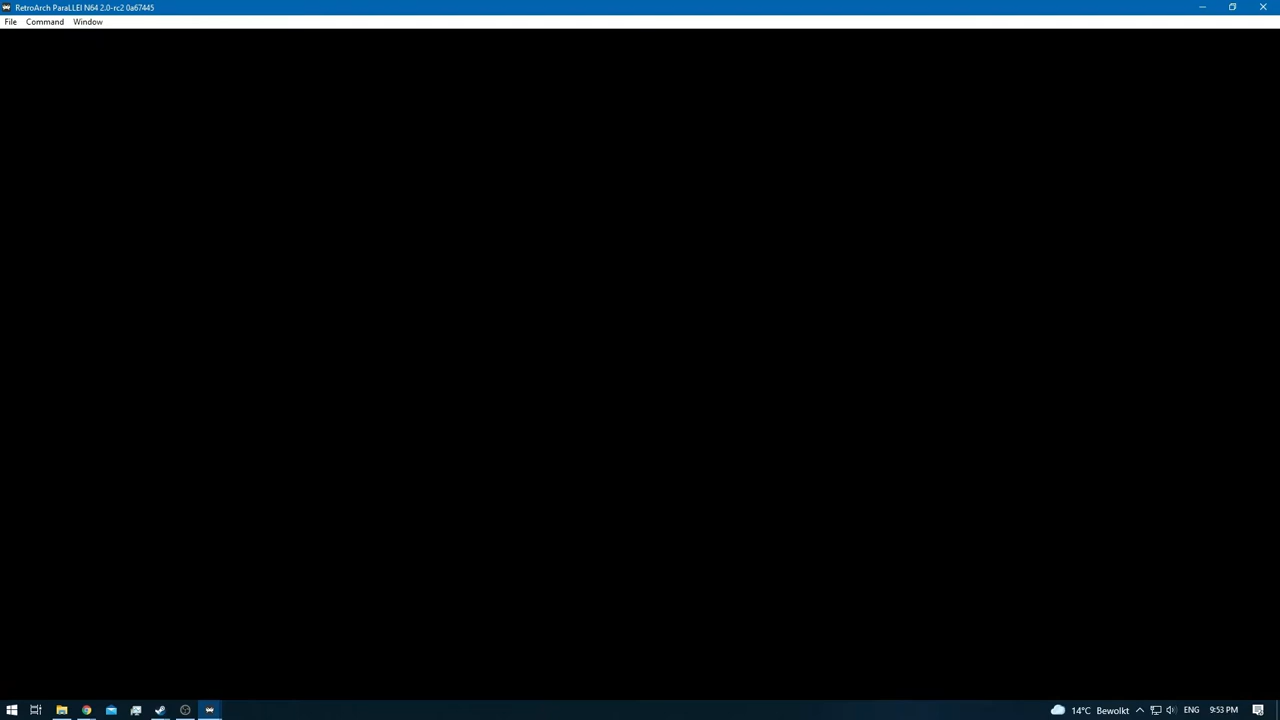 RetroArch ParaLLEl N64 2.0-rc2 0a67445
File Command Window
14°C Bewolkt ENG 9:53 PM